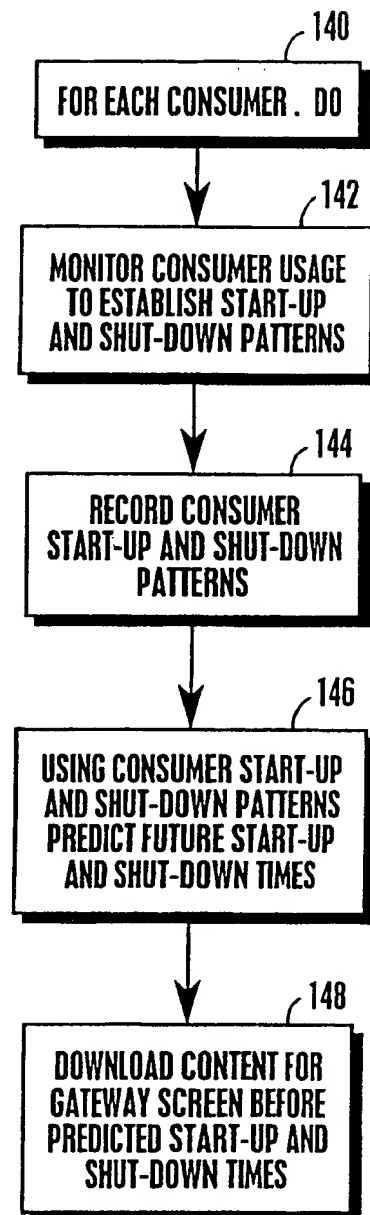 140
FOR EACH CONSUMER . DO
142
MONITOR CONSUMER USAGE
TO ESTABLISH START-UP
AND SHUT-DOWN PATTERNS
144
RECORD CONSUMER
START-UP AND SHUT-DOWN
PATTERNS
146
USING CONSUMER START-UP
AND SHUT-DOWN PATTERNS
PREDICT FUTURE START-UP
AND SHUT-DOWN TIMES
148
DOWNLOAD CONTENT FOR
GATEWAY SCREEN BEFORE
PREDICTED START-UP AND
SHUT-DOWN TIMES